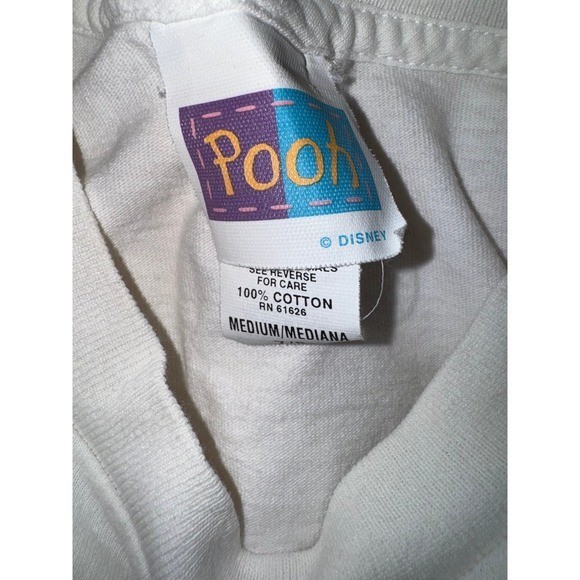 Pooh
© DISNEY
SEE REVERSE
FOR CARE
100% COTTON
RN 61626
MEDIUM/MEDIANA